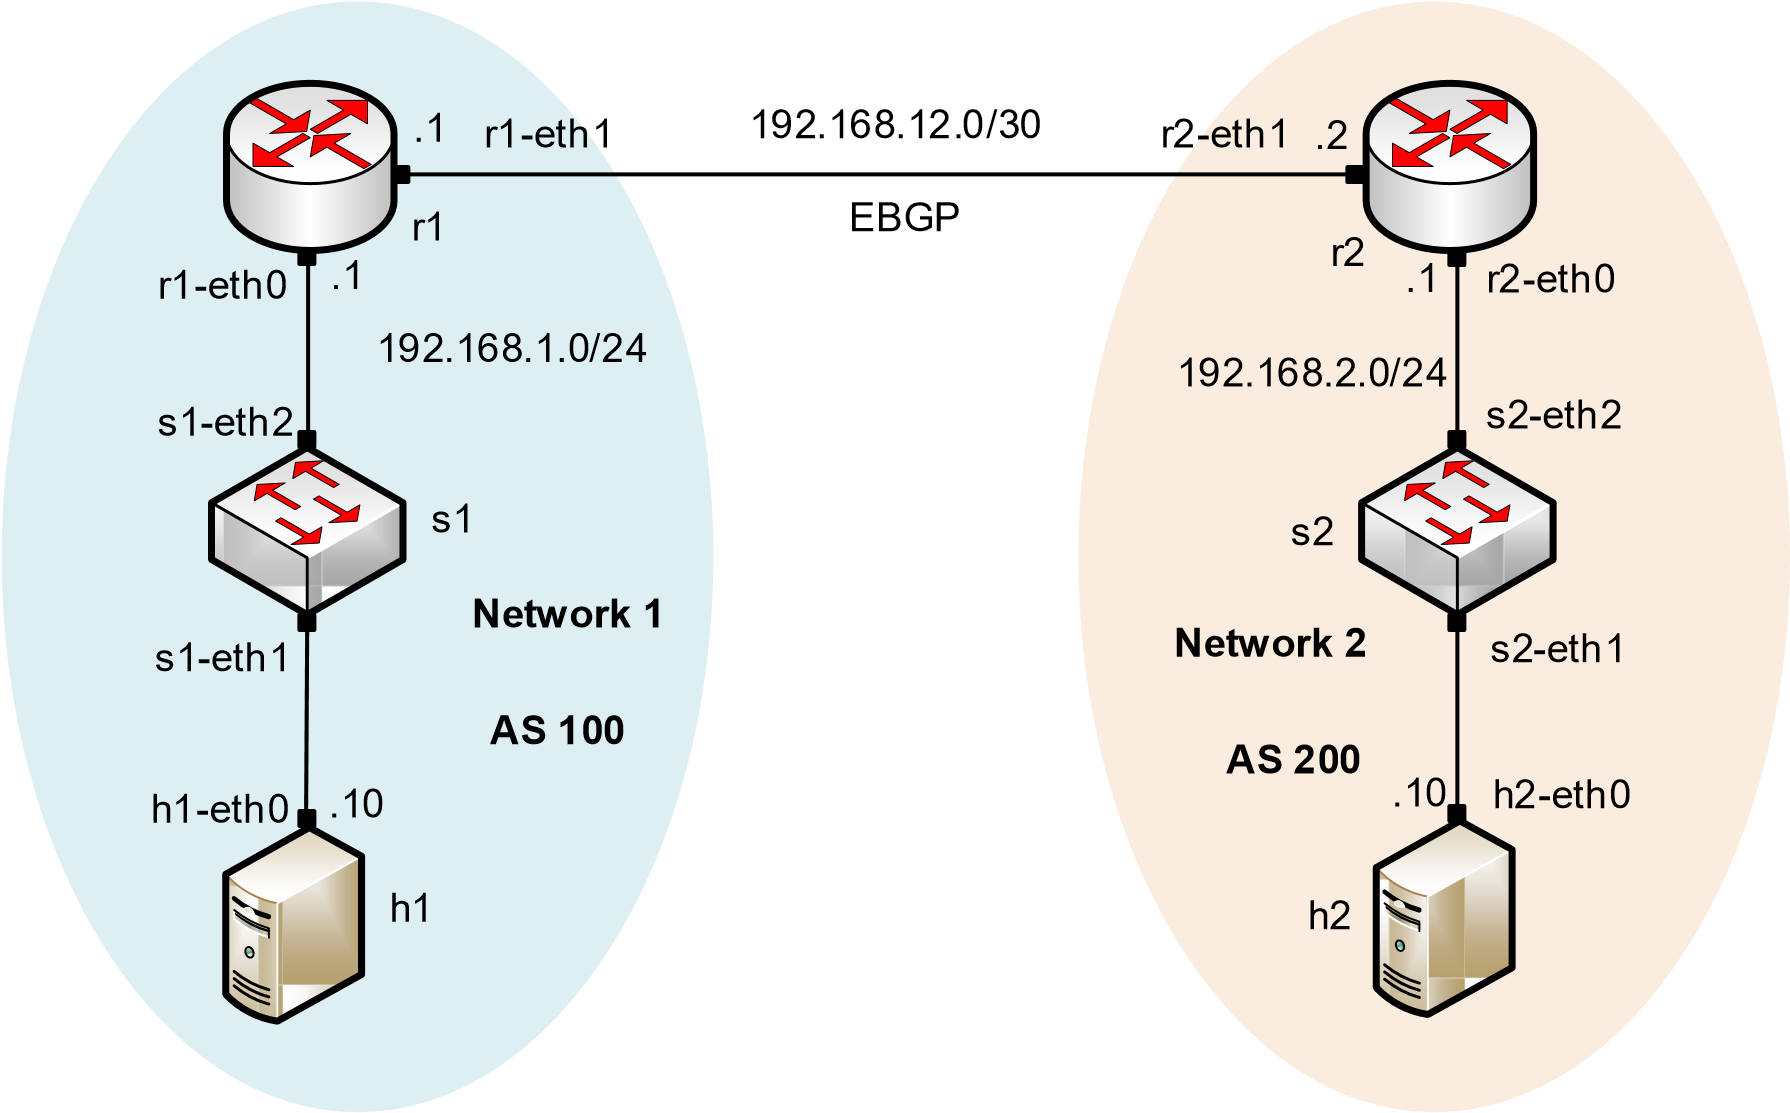 192.168.12.0/30
.1
r1-eth1
r2-eth1
.2
EBGP
r1
r2
r1-eth0
.1
.1
r2-eth0
192.168.1.0/24
192.168.2.0/24
s1-eth2
s2-eth2
s1
s2
Network 1
Network 2
s1-eth1
s2-eth1
AS 100
AS 200
h1-eth0
.10
.10
h2-eth0
h1
h2